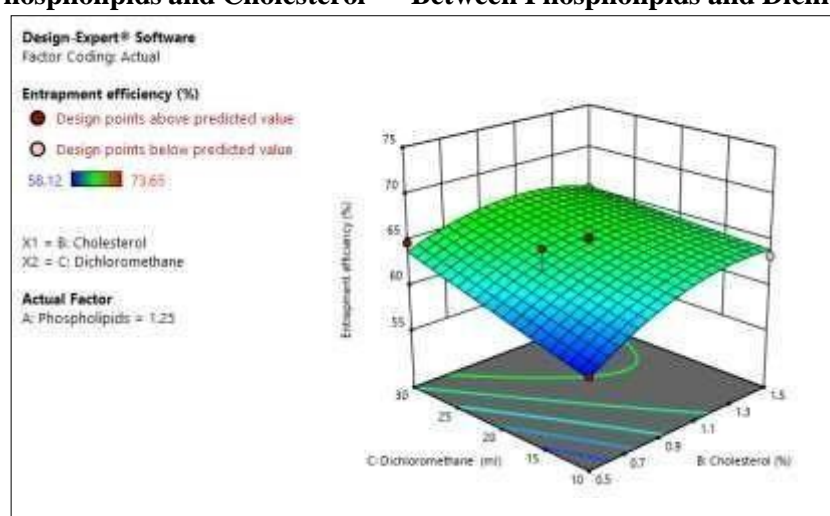 hospholipids and Cholesterol Between Phospholipids and Dichl
Design-Expert® Software
Factor Coding: Actual
Entrapment efficiency (%)
Design points above predicted value
Design points below predicted value
58.12 73.65
X1 = B: Cholesterol
X2 = C: Dichloromethane
Actual Factor
A: Phospholipids = 1.25
Entrapment efficiency (%)
75
70
65
60
55
30
25
20
15
10
C: Dichloromethane (ml)
0.5
0.7
0.9
1.1
1.3
1.5
B: Cholesterol (%)